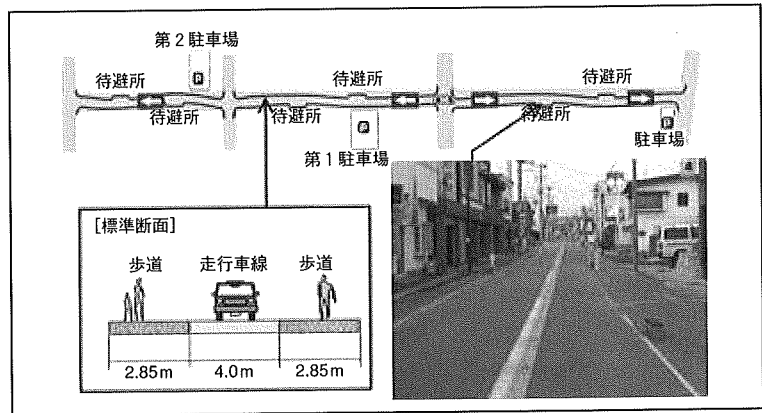 第2駐車場
待避所
P
待避所
待避所
待避所
待避所
待避所
P
P
第1駐車場
駐車場
[標準断面]
歩道
走行車線
歩道
2.85m
4.0m
2.85m